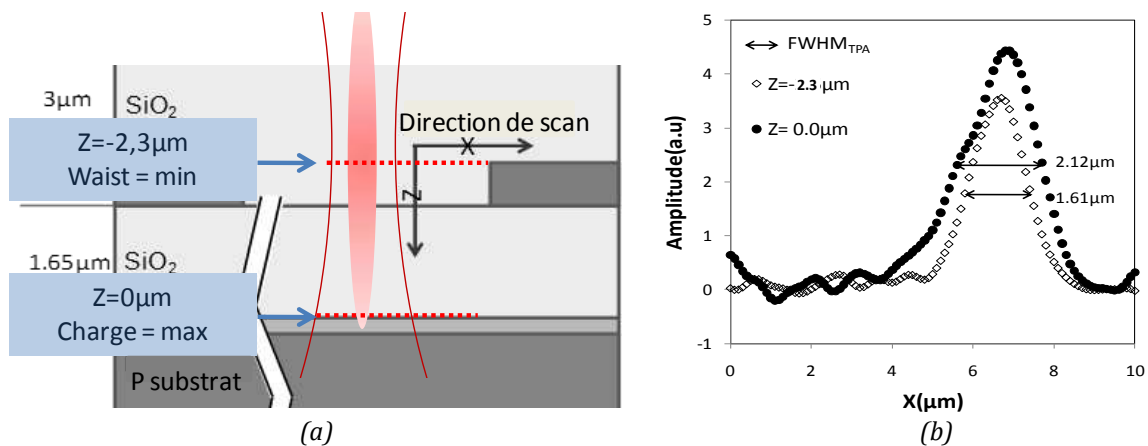 3µm
SiO2
Z=-2,3µm
Waist = min
Direction de scan
X
Z
1.65µm
SiO2
Z=0µm
Charge = max
P substrat
(a)
(b)
Amplitude(a.u)
5
4
3
2
1
0
-1
FWHMTPA
Z=-2.3 µm
Z= 0.0µm
2.12µm
1.61µm
0 2 4 6 8 10
X(µm)